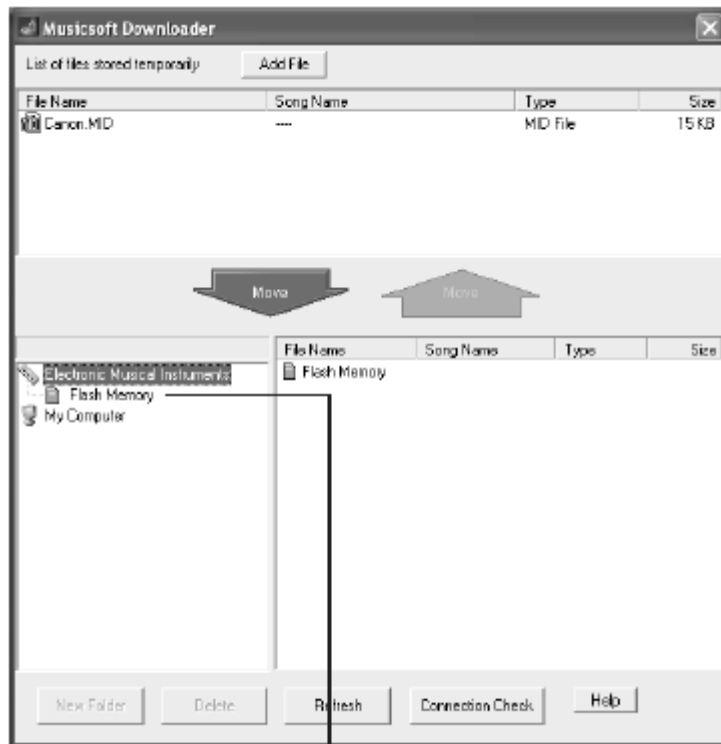 Musicsoft Downloader
List of files stored temporarily Add File
File Name Song Name Type Size
Canon.MID ---- MID File 15 KB
Move Move
File Name Song Name Type Size
Electronic Musical Instruments Flash Memory
Flash Memory
My Computer
New Folder Delete Refresh Connection Check Help